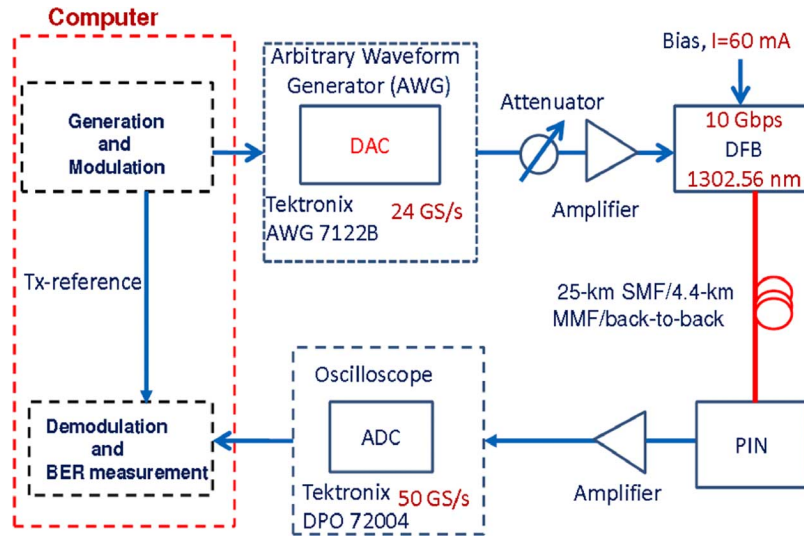 Computer
Generation
and
Modulation
Tx-reference
Demodulation
and
BER measurement
Arbitrary Waveform
Generator (AWG)
DAC
Tektronix
24 GS/s
AWG 7122B
Attenuator
Amplifier
Bias, I=60 mA
10 Gbps
DFB
1302.56 nm
25-km SMF/4.4-km
MMF/back-to-back
PIN
Amplifier
Oscilloscope
ADC
Tektronix
50 GS/s
DPO 72004